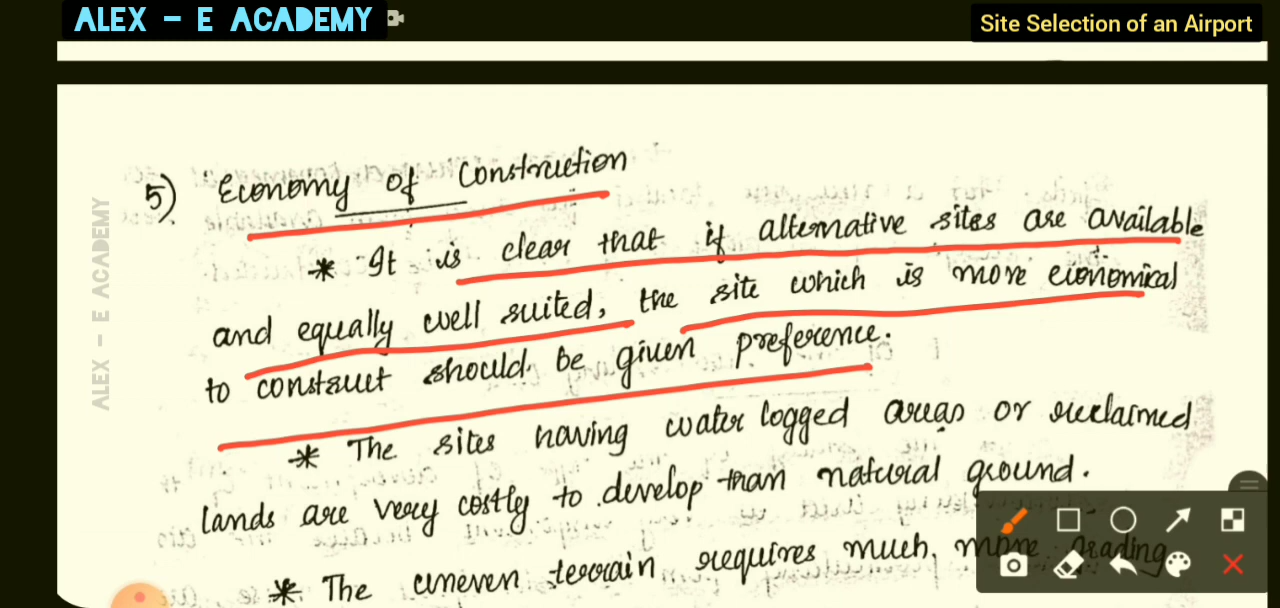 ALEX - E ACADEMY
Site Selection of an Airport
5) Economy of Construction
* It is clear that if alternative sites are available
and equally well suited, the site which is more economical
to construct should be given preference.
* The sites having water logged areas or reclaimed
lands are very costly to develop than natural ground.
* The uneven terrain requires much more grading
ALEX - E ACADEMY